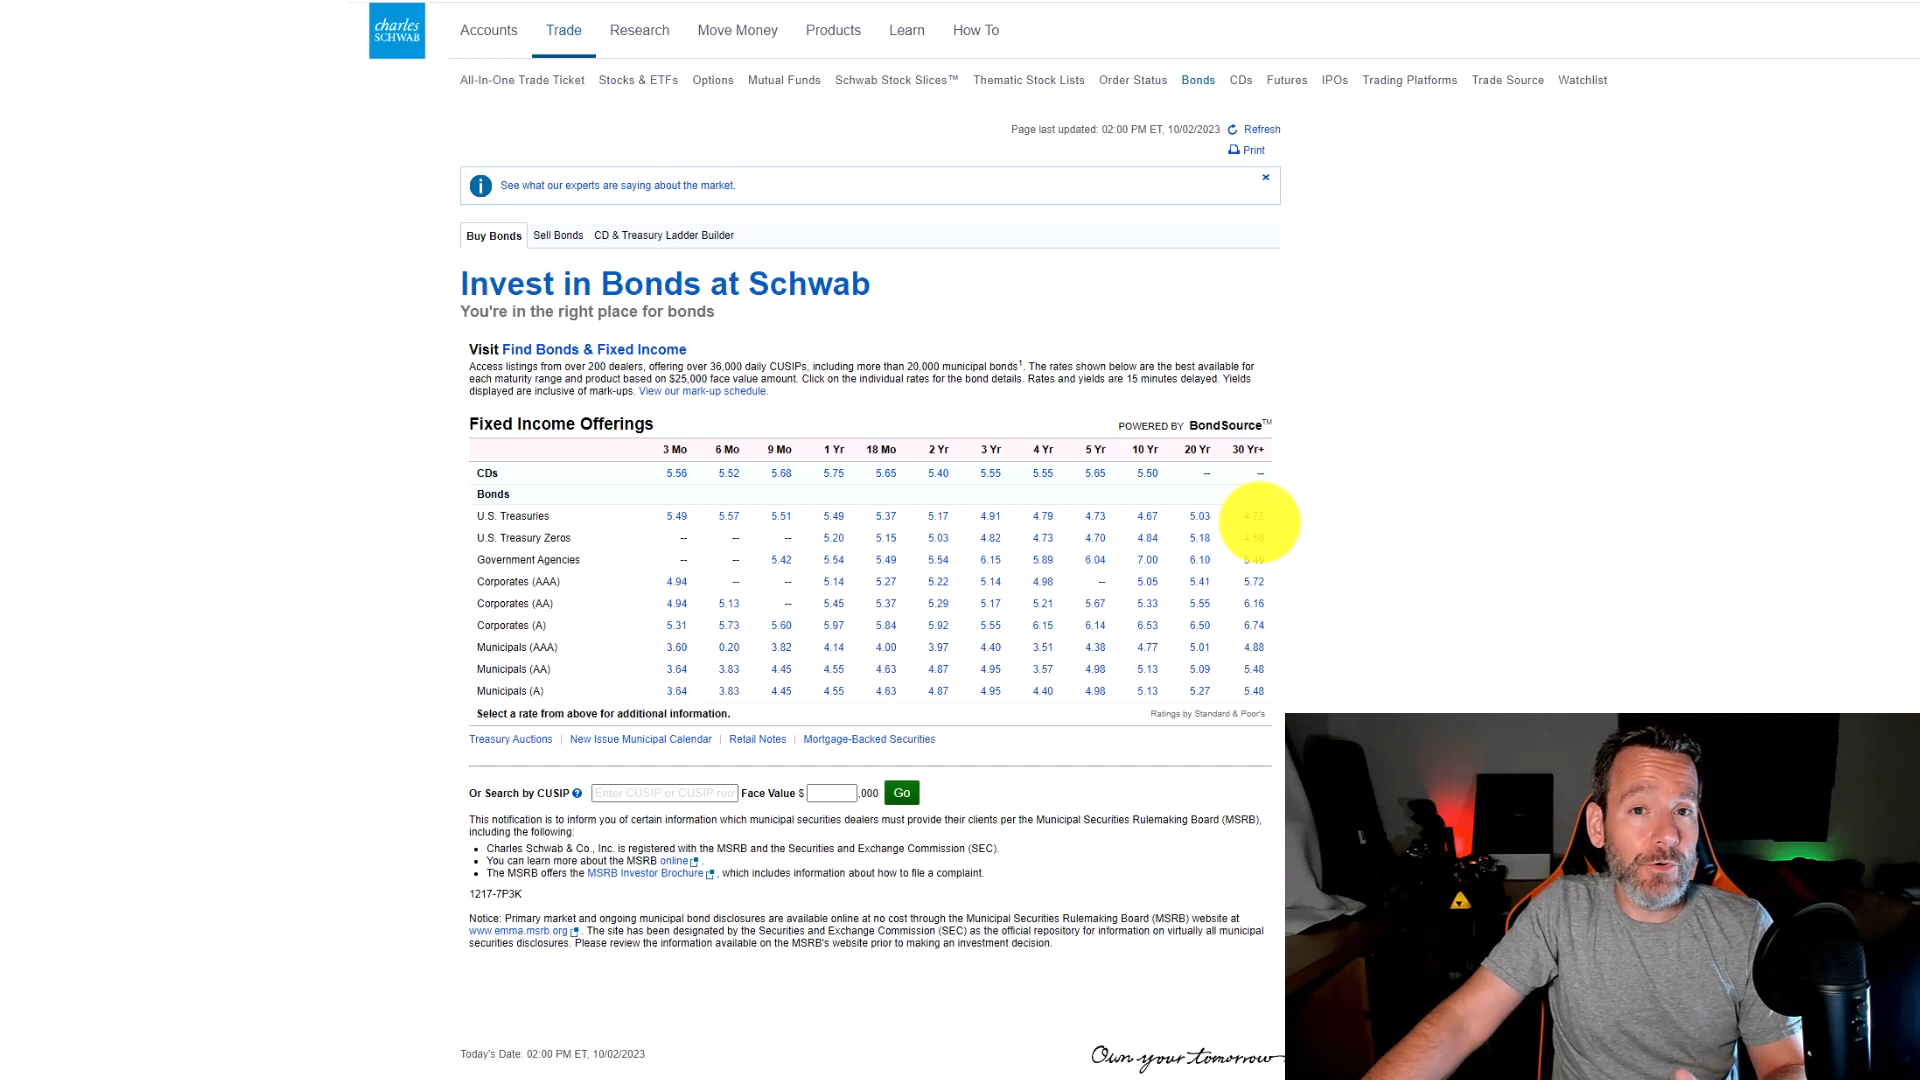 charles
SCHWAB
Accounts Trade Research Move Money Products Learn How To
All-In-One Trade Ticket Stocks & ETFs Options Mutual Funds Schwab Stock Slices™ Thematic Stock Lists Order Status Bonds CDs Futures IPOs Trading Platforms Trade Source Watchlist
Page last updated: 02:00 PM ET, 10/02/2023 Refresh
Print
See what our experts are saying about the market.
Buy Bonds Sell Bonds CD & Treasury Ladder Builder
Invest in Bonds at Schwab
You're in the right place for bonds
Visit Find Bonds & Fixed Income
Access listings from over 200 dealers, offering over 36,000 daily CUSIPs, including more than 20,000 municipal bonds1. The rates shown below are the best available for
each maturity range and product based on $25,000 face value amount. Click on the individual rates for the bond details. Rates and yields are 15 minutes delayed. Yields
displayed are inclusive of mark-ups. View our mark-up schedule.
Fixed Income Offerings POWERED BY BondSource™
3 Mo 6 Mo 9 Mo 1 Yr 18 Mo 2 Yr 3 Yr 4 Yr 5 Yr 10 Yr 20 Yr 30 Yr+
CDs 5.56 5.52 5.68 5.75 5.65 5.40 5.55 5.55 5.65 5.50 -- --
Bonds
U.S. Treasuries 5.49 5.57 5.51 5.49 5.37 5.17 4.91 4.79 4.73 4.67 5.03 4.78
U.S. Treasury Zeros -- -- -- 5.20 5.15 5.03 4.82 4.73 4.70 4.84 5.18 4.58
Government Agencies -- -- 5.42 5.54 5.49 5.54 6.15 5.89 6.04 7.00 6.10 5.49
Corporates (AAA) 4.94 -- -- 5.14 5.27 5.22 5.14 4.98 -- 5.05 5.41 5.72
Corporates (AA) 4.94 5.13 -- 5.45 5.37 5.29 5.17 5.21 5.67 5.33 5.55 6.16
Corporates (A) 5.31 5.73 5.60 5.97 5.84 5.92 5.55 6.15 6.14 6.53 6.50 6.74
Municipals (AAA) 3.60 0.20 3.82 4.14 4.00 3.97 4.40 3.51 4.38 4.77 5.01 4.88
Municipals (AA) 3.64 3.83 4.45 4.55 4.63 4.87 4.95 3.57 4.98 5.13 5.09 5.48
Municipals (A) 3.64 3.83 4.45 4.55 4.63 4.87 4.95 4.40 4.98 5.13 5.27 5.48
Select a rate from above for additional information. Ratings by Standard & Poor's
Treasury Auctions | New Issue Municipal Calendar | Retail Notes | Mortgage-Backed Securities
Or Search by CUSIP Enter CUSIP or CUSIP root Face Value $ ,000 Go
This notification is to inform you of certain information which municipal securities dealers must provide their clients per the Municipal Securities Rulemaking Board (MSRB),
including the following:
• Charles Schwab & Co., Inc. is registered with the MSRB and the Securities and Exchange Commission (SEC).
• You can learn more about the MSRB online .
• The MSRB offers the MSRB Investor Brochure , which includes information about how to file a complaint.
1217-7P3K
Notice: Primary market and ongoing municipal bond disclosures are available online at no cost through the Municipal Securities Rulemaking Board (MSRB) website at
www.emma.msrb.org . The site has been designated by the Securities and Exchange Commission (SEC) as the official repository for information on virtually all municipal
securities disclosures. Please review the information available on the MSRB's website prior to making an investment decision.
Today's Date: 02:00 PM ET, 10/02/2023
Own your tomorrow